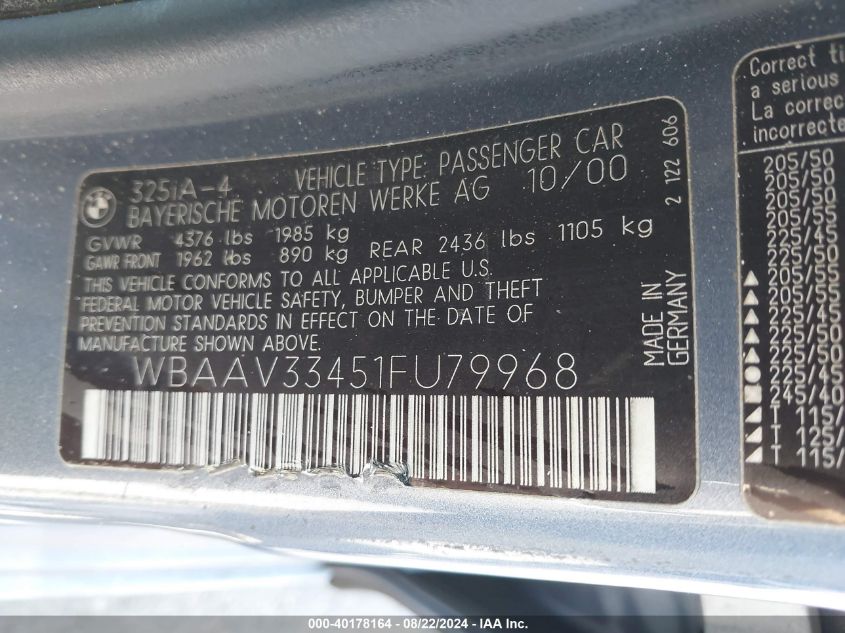 325iA-4 VEHICLE TYPE: PASSENGER CAR
BAYERISCHE MOTOREN WERKE AG 10/00
GVWR 4376 lbs 1985 kg
GAWR FRONT 1962 lbs 890 kg REAR 2436 lbs 1105 kg
THIS VEHICLE CONFORMS TO ALL APPLICABLE U.S.
FEDERAL MOTOR VEHICLE SAFETY, BUMPER AND THEFT
PREVENTION STANDARDS IN EFFECT ON THE DATE OF
MANUFACTURE SHOWN ABOVE.
WBAAV33451FU79968
MADE IN
GERMANY
2 122 606
Correct ti
a serious
La correc
incorrecte
205/50
205/50
205/50
205/55
225/45
225/50
205/55
205/55
225/45
225/50
225/45
245/40
T 115/
T 125/
T 115/
000-40178164 - 08/22/2024 - IAA Inc.